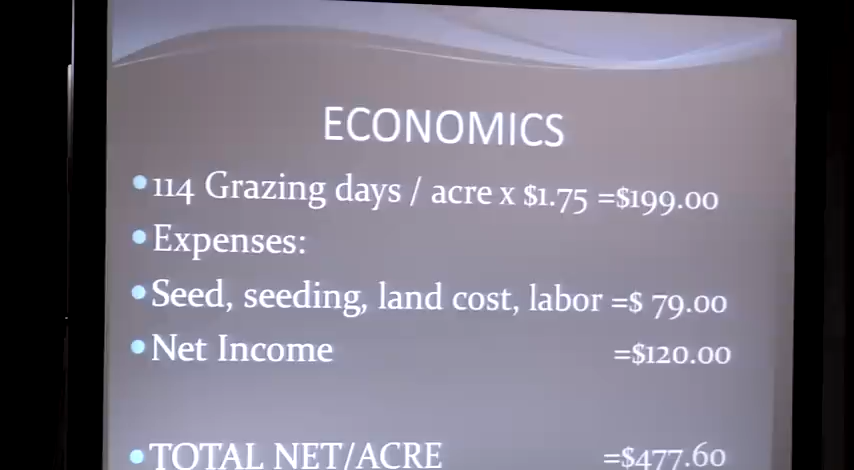 ECONOMICS
•114 Grazing days / acre x $1.75 =$199.00
•Expenses:
•Seed, seeding, land cost, labor =$ 79.00
•Net Income =$120.00
•TOTAL NET/ACRE =$477.60